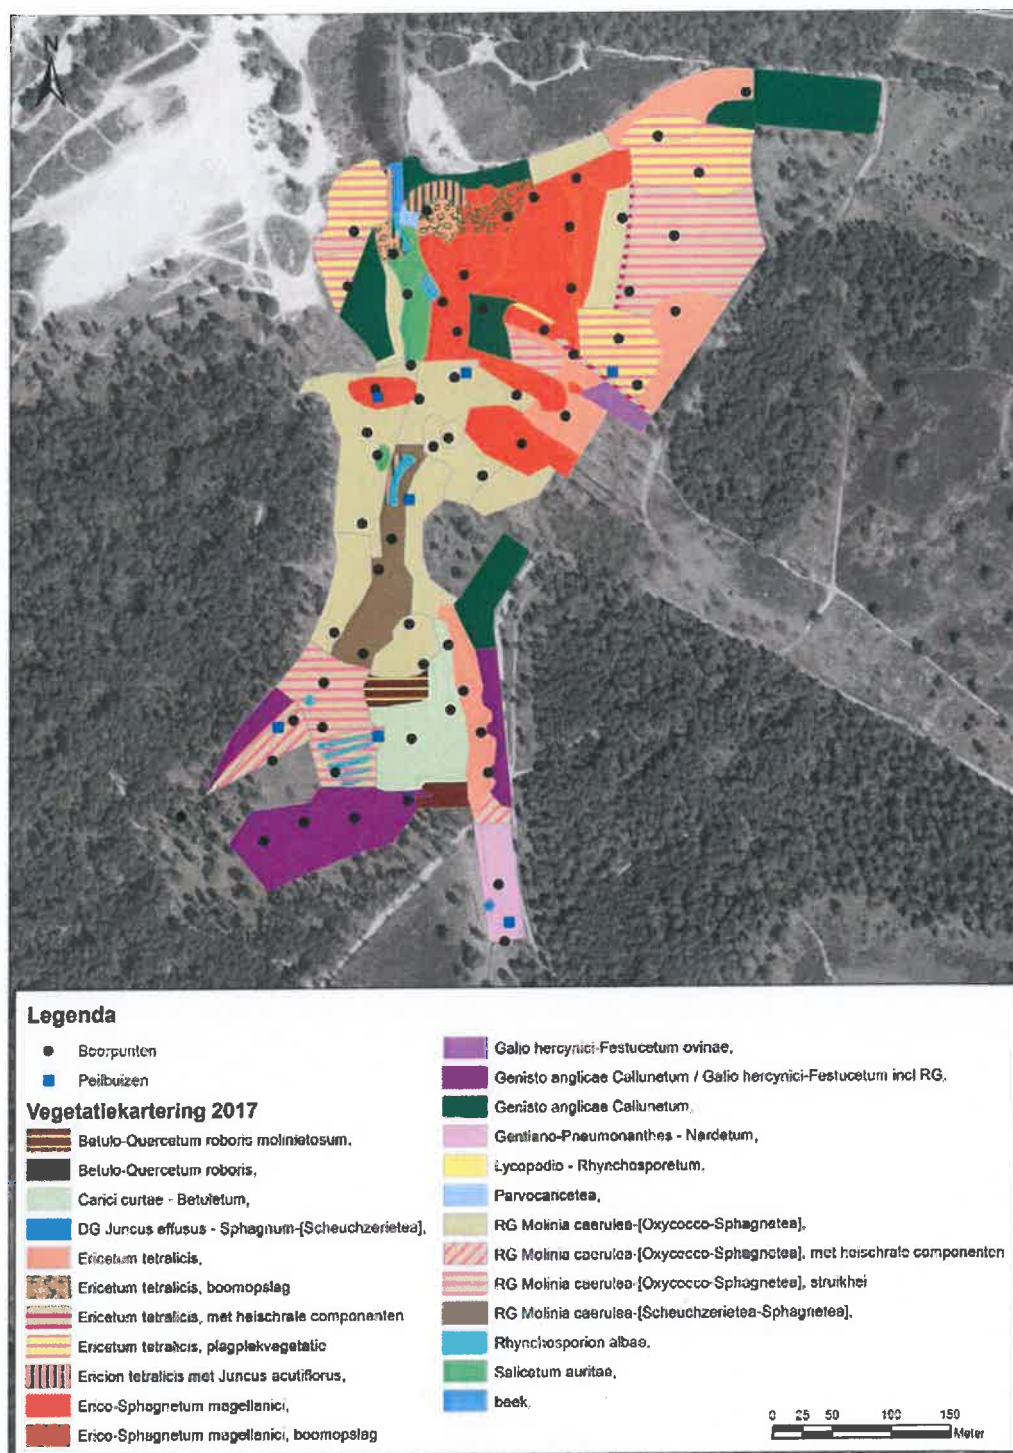 N
Legenda
Boorpunten
Peilbuizen
Vegetatiekartering 2017
Betulo-Quercetum roboris molinietosum,
Betulo-Quercetum roboris,
Carici curtae - Betuletum,
DG Juncus effusus - Sphagnum-[Scheuchzerietea],
Ericetum tetralicis,
Ericetum tetralicis, boomopslag
Ericetum tetralicis, met heischrale componenten
Ericetum tetralicis, plagplekvegetatie
Ericion tetralicis met Juncus acutiflorus,
Erico-Sphagnetum magellanici,
Erico-Sphagnetum magellanici, boomopslag
Galio hercynici-Festucetum ovinae,
Genisto anglicae Callunetum / Galio hercynici-Festucetum incl RG,
Genisto anglicae Callunetum,
Gentiano-Pneumonanthes - Nardetum,
Lycopodio - Rhynchosporetum,
Parvocaricetea,
RG Molinia caerulea-[Oxycocco-Sphagnetea],
RG Molinia caerulea-[Oxycocco-Sphagnetea], met heischrale componenten
RG Molinia caerulea-[Oxycocco-Sphagnetea], struikhei
RG Molinia caerulea-[Scheuchzerietea-Sphagnetea],
Rhynchosporion albae,
Salicetum auritae,
beek,
0 25 50 100 150
Meter